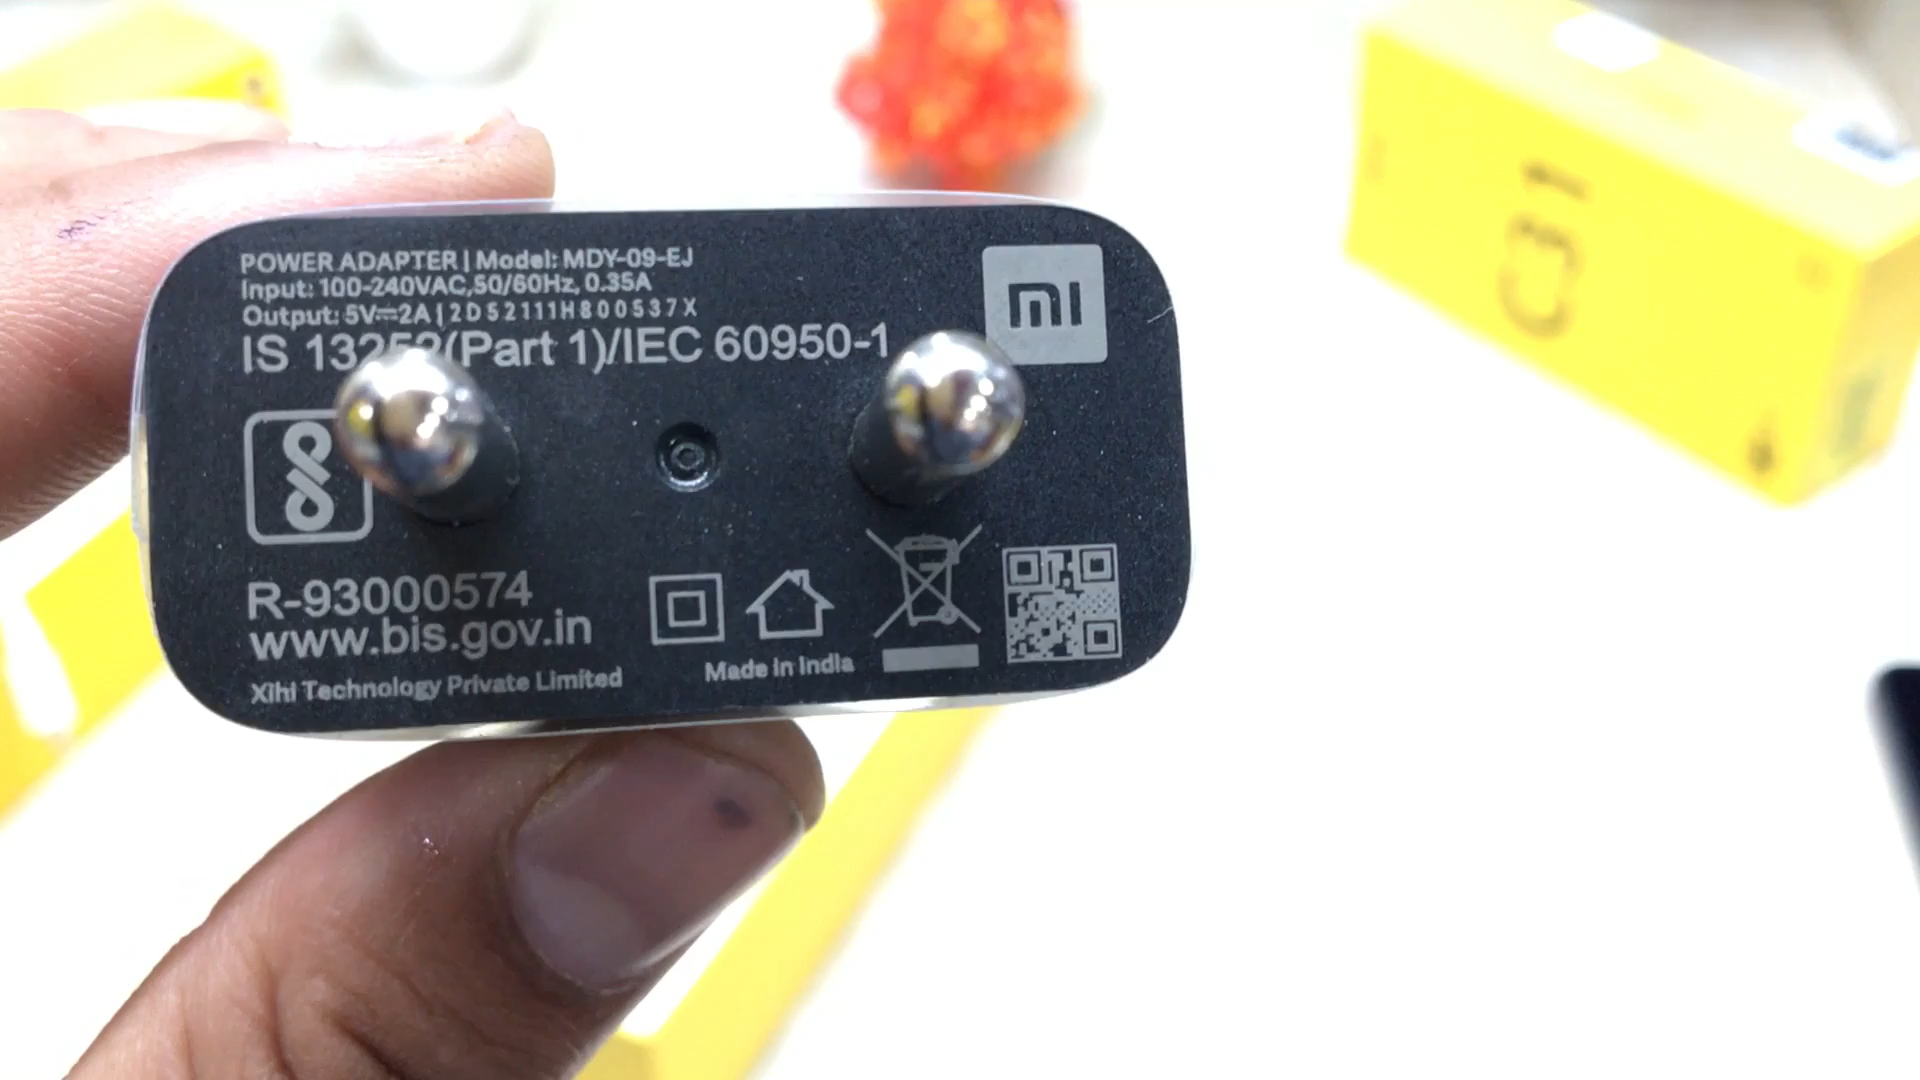 POWER ADAPTER | Model: MDY-09-EJ
Input: 100-240VAC,50/60Hz, 0.35A
Output: 5V⎓2A | 2D52111H800537X
IS 13252(Part 1)/IEC 60950-1
mi
R-93000574
www.bis.gov.in
Xihi Technology Private Limited
Made in India
C31